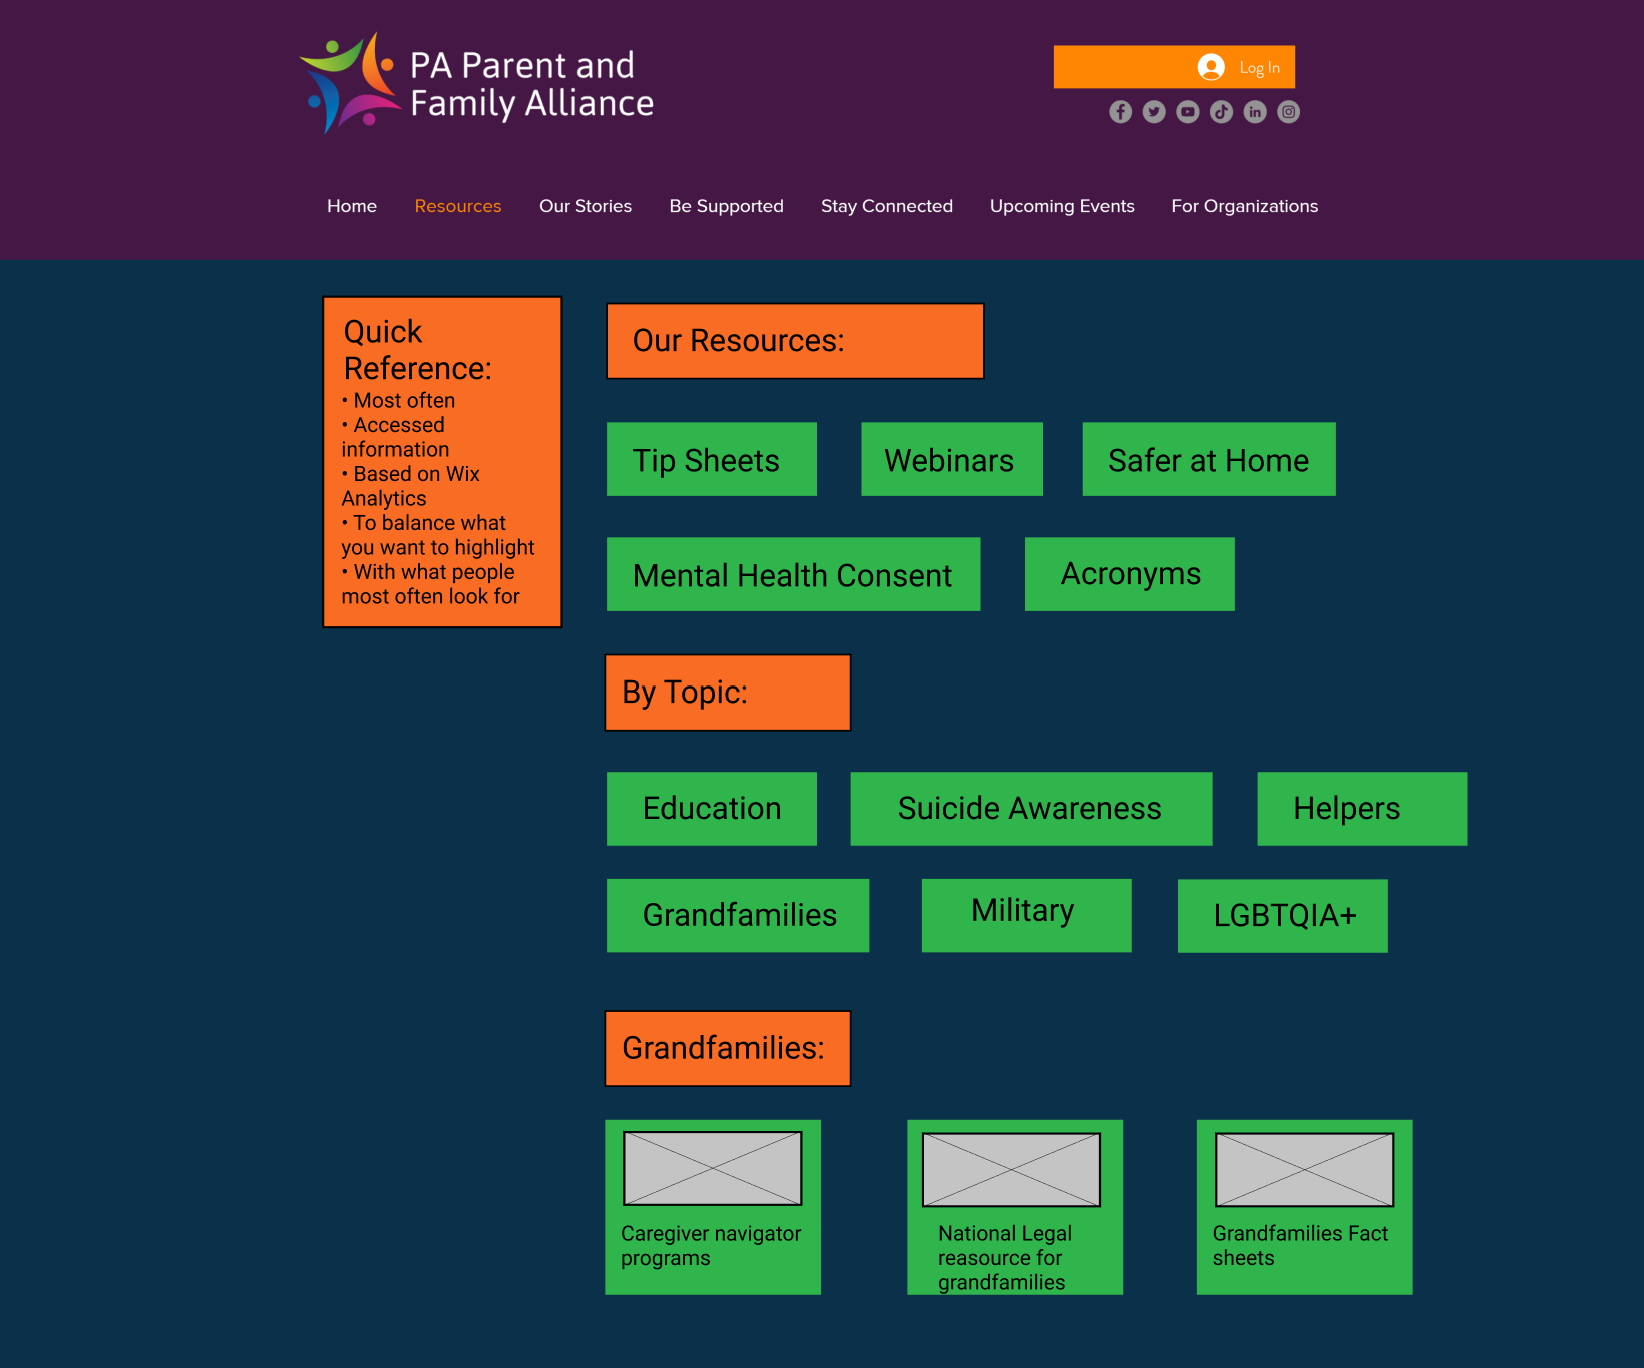 PA Parent and
Family Alliance
Log In
Home Resources Our Stories Be Supported Stay Connected Upcoming Events For Organizations
Quick
Reference:
• Most often
• Accessed
information
• Based on Wix
Analytics
• To balance what
you want to highlight
• With what people
most often look for
Our Resources:
Tip Sheets Webinars Safer at Home
Mental Health Consent Acronyms
By Topic:
Education Suicide Awareness Helpers
Grandfamilies Military LGBTQIA+
Grandfamilies:
Caregiver navigator
programs
National Legal
reasource for
grandfamilies
Grandfamilies Fact
sheets